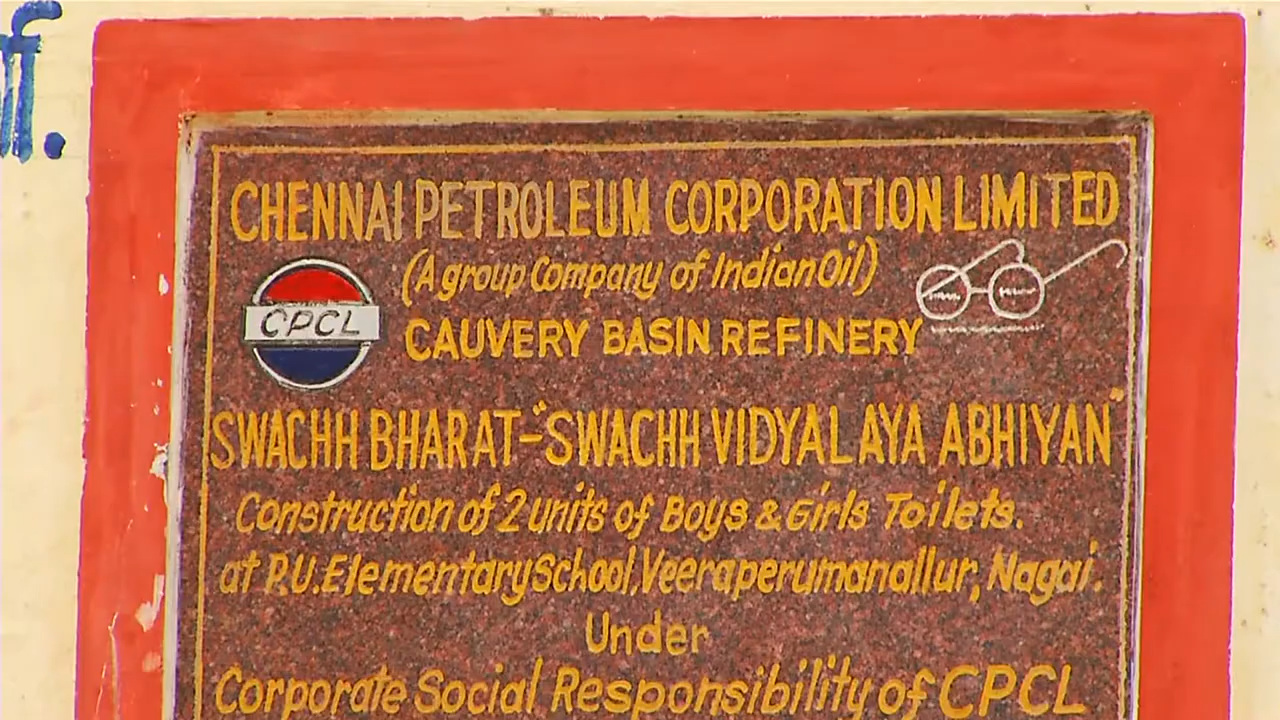 CHENNAI PETROLEUM CORPORATION LIMITED
(A group Company of IndianOil)
CPCL
CAUVERY BASIN REFINERY
SWACHH BHARAT-"SWACHH VIDYALAYA ABHIYAN"
Construction of 2 units of Boys & Girls Toilets.
at P.U.Elementary School,Veeraperumanallur, Nagai.
Under
Corporate Social Responsibility of CPCL